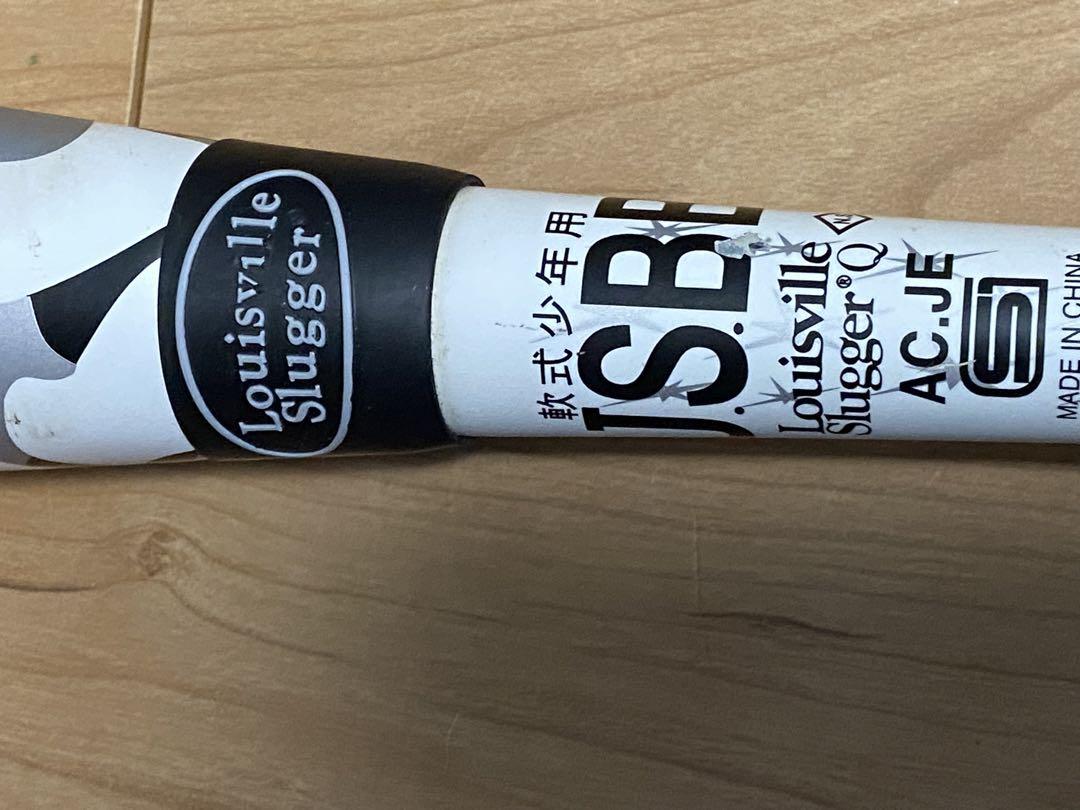 Louisville
Slugger
軟式少年用
J.S.B.B
Louisville
Slugger® Q
AC.JE
MADE IN CHINA